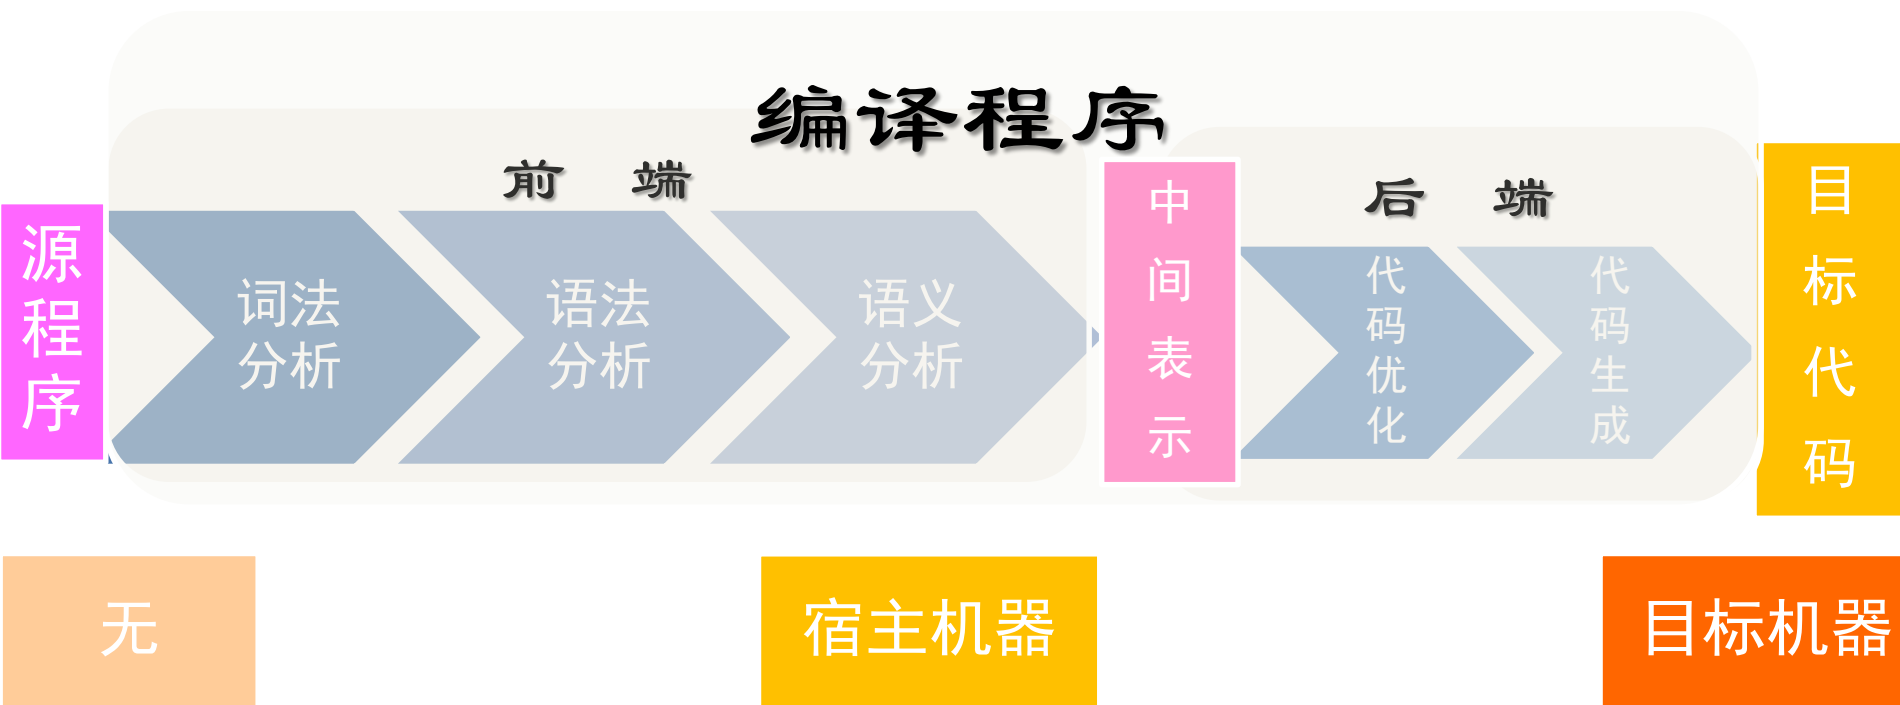 编译程序
前 端
后 端
源
程
序
词法
分析
语法
分析
语义
分析
中
间
表
示
代
码
优
化
代
码
生
成
目
标
代
码
无
宿主机器
目标机器